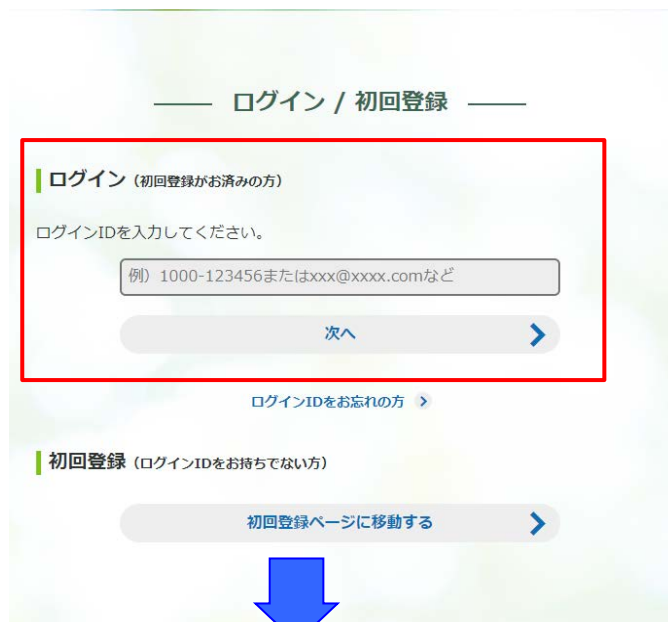 ログイン / 初回登録
ログイン（初回登録がお済みの方）
ログインIDを入力してください。
例）1000-123456またはxxx@xxxx.comなど
次へ
ログインIDをお忘れの方
初回登録（ログインIDをお持ちでない方）
初回登録ページに移動する